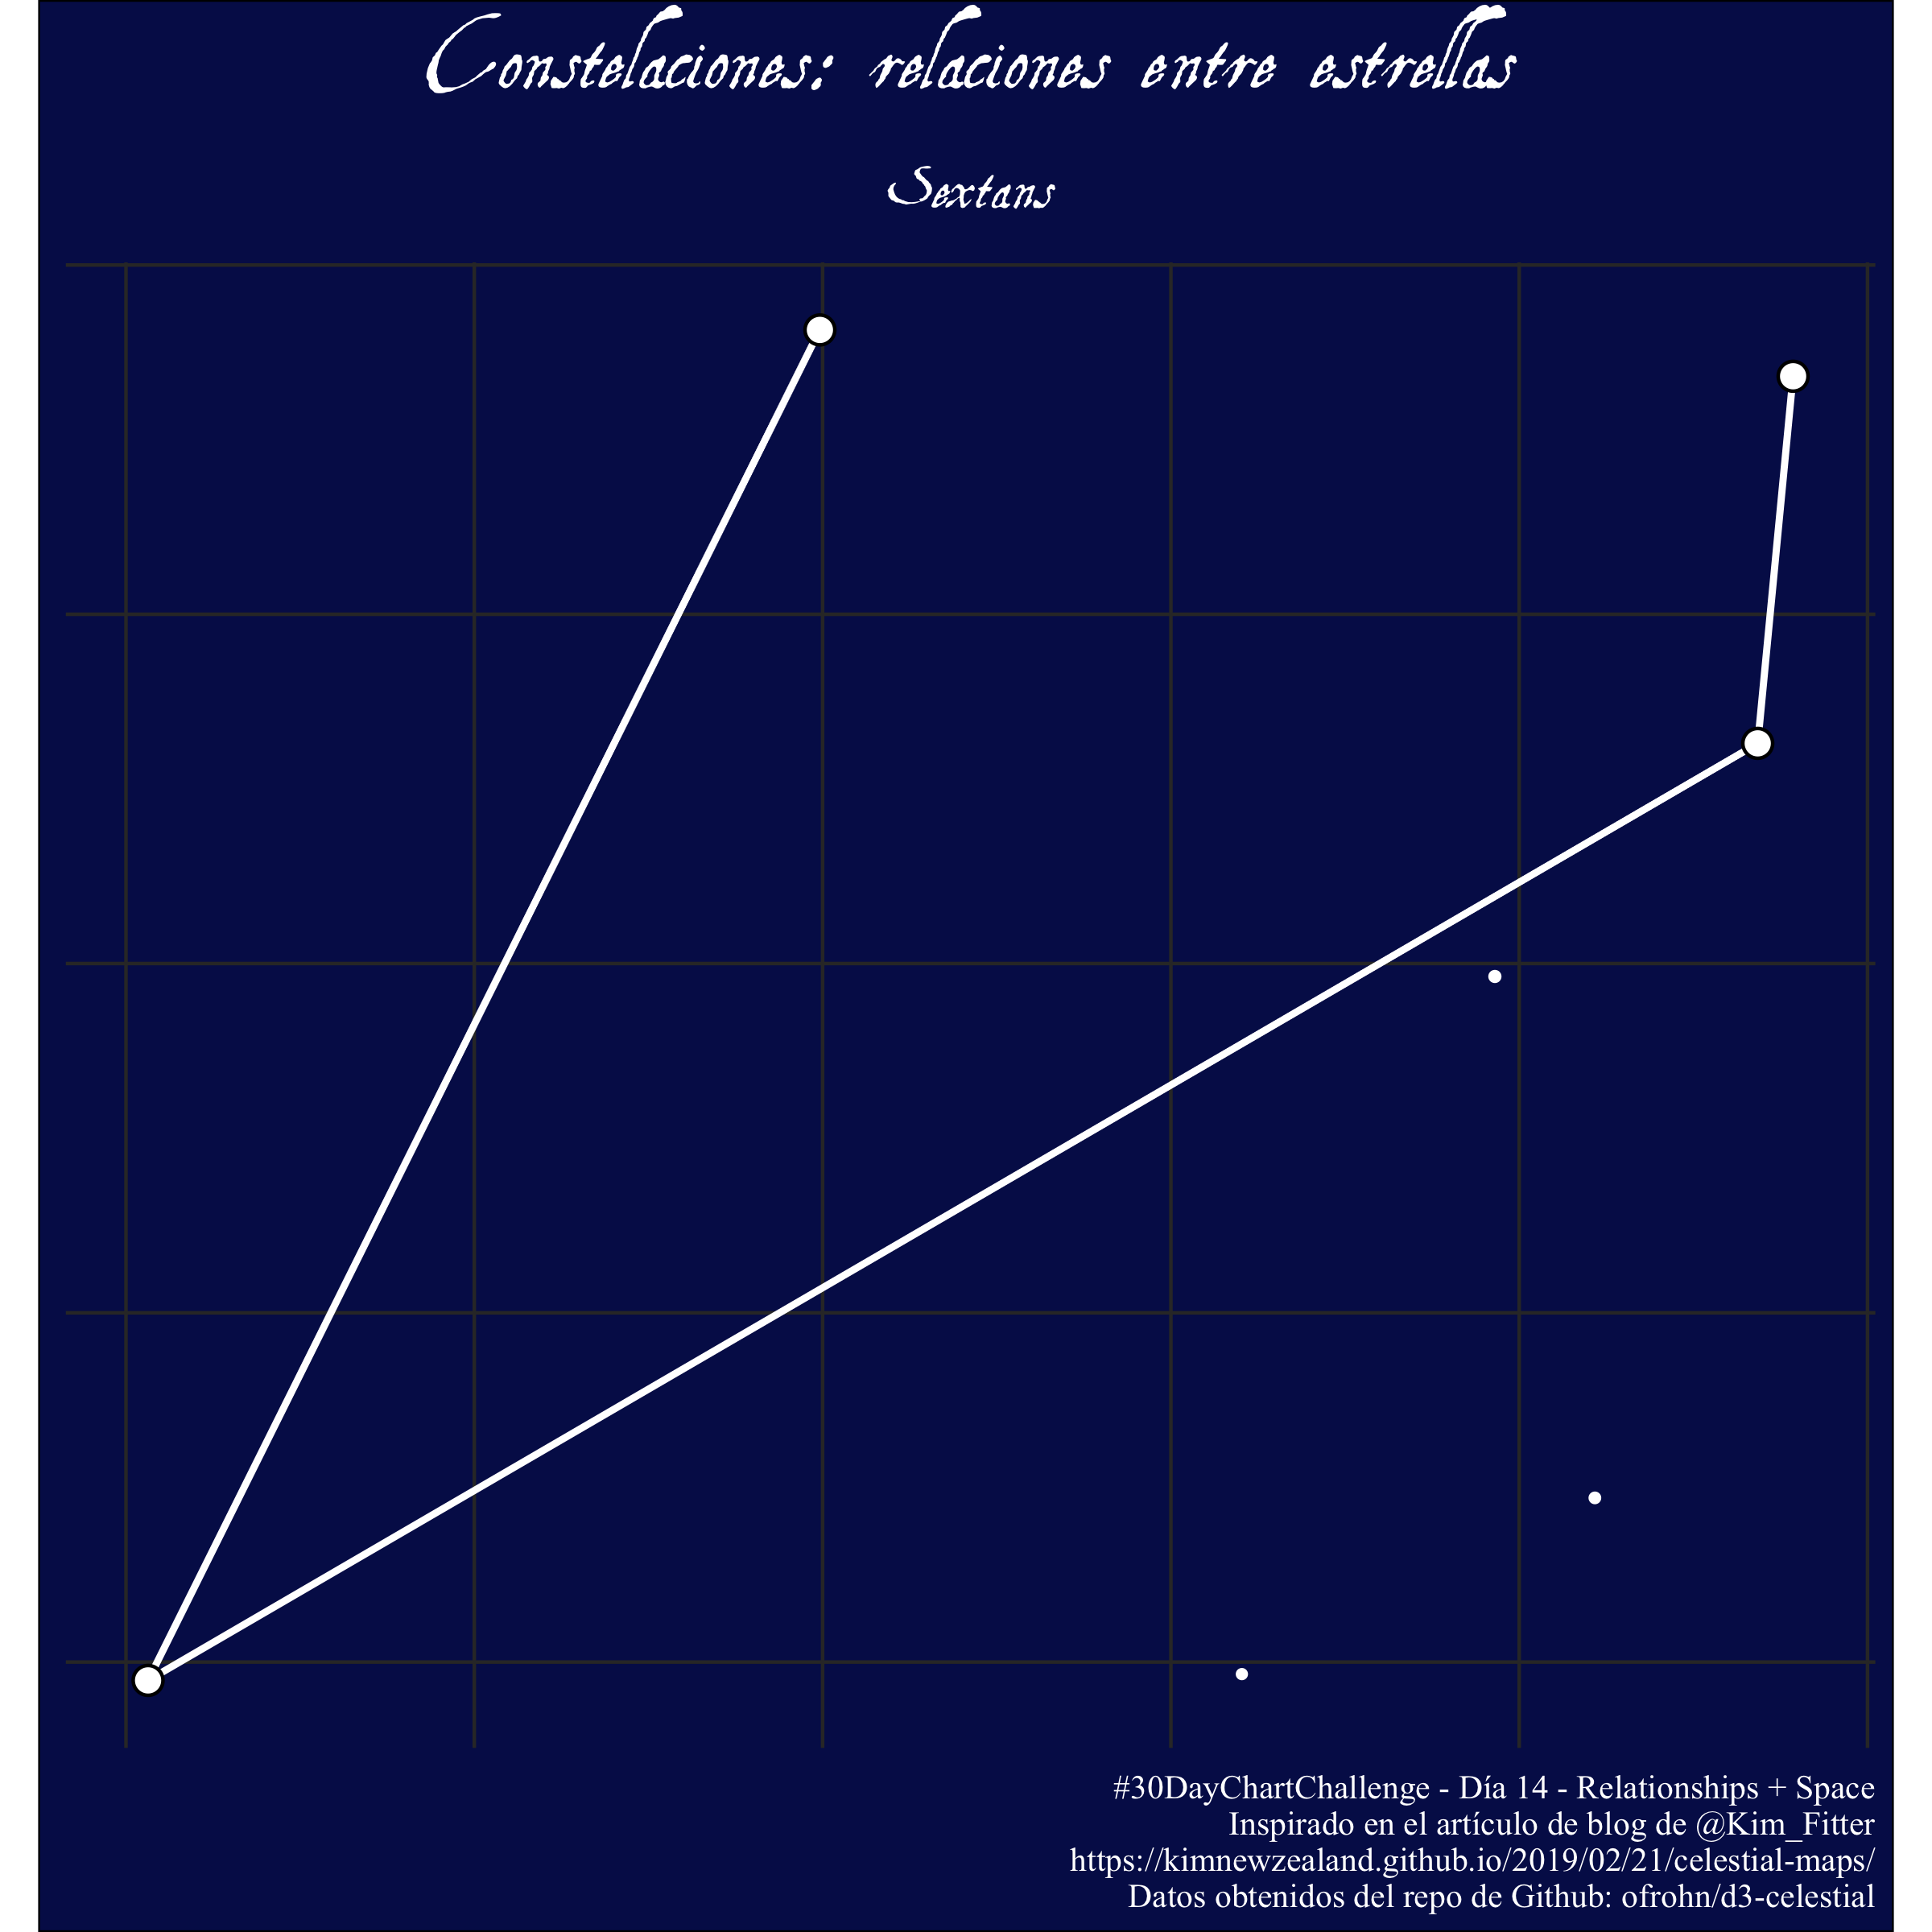 Constelaciones: relaciones entre estrellas
Sextans
#30DayChartChallenge - Día 14 - Relationships + Space
Inspirado en el artículo de blog de @Kim_Fitter
https://kimnewzealand.github.io/2019/02/21/celestial-maps/
Datos obtenidos del repo de Github: ofrohn/d3-celestial